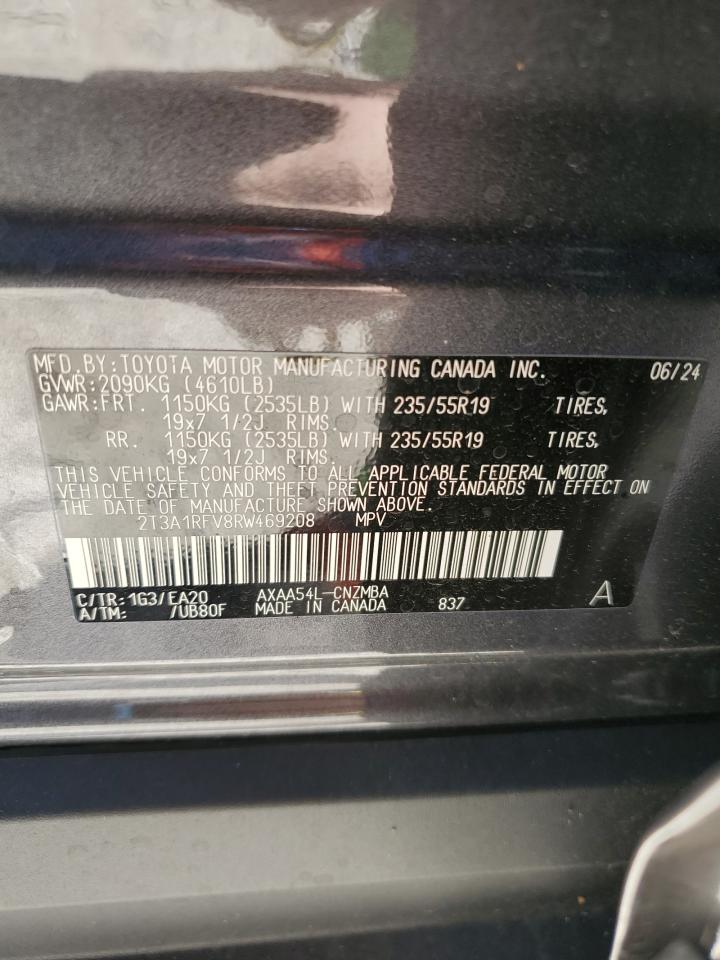 MFD.BY:TOYOTA MOTOR MANUFACTURING CANADA INC. 06/24
GVWR:2090KG (4610LB)
GAWR:FRT. 1150KG (2535LB) WITH 235/55R19 TIRES,
19x7 1/2J RIMS.
RR. 1150KG (2535LB) WITH 235/55R19 TIRES,
19x7 1/2J RIMS.
THIS VEHICLE CONFORMS TO ALL APPLICABLE FEDERAL MOTOR
VEHICLE SAFETY AND THEFT PREVENTION STANDARDS IN EFFECT ON
THE DATE OF MANUFACTURE SHOWN ABOVE.
2T3A1RFV8RW469208 MPV
C/TR:1G3/EA20 AXAA54L-CNZMBA
A/TM: /UB80F MADE IN CANADA 837 A